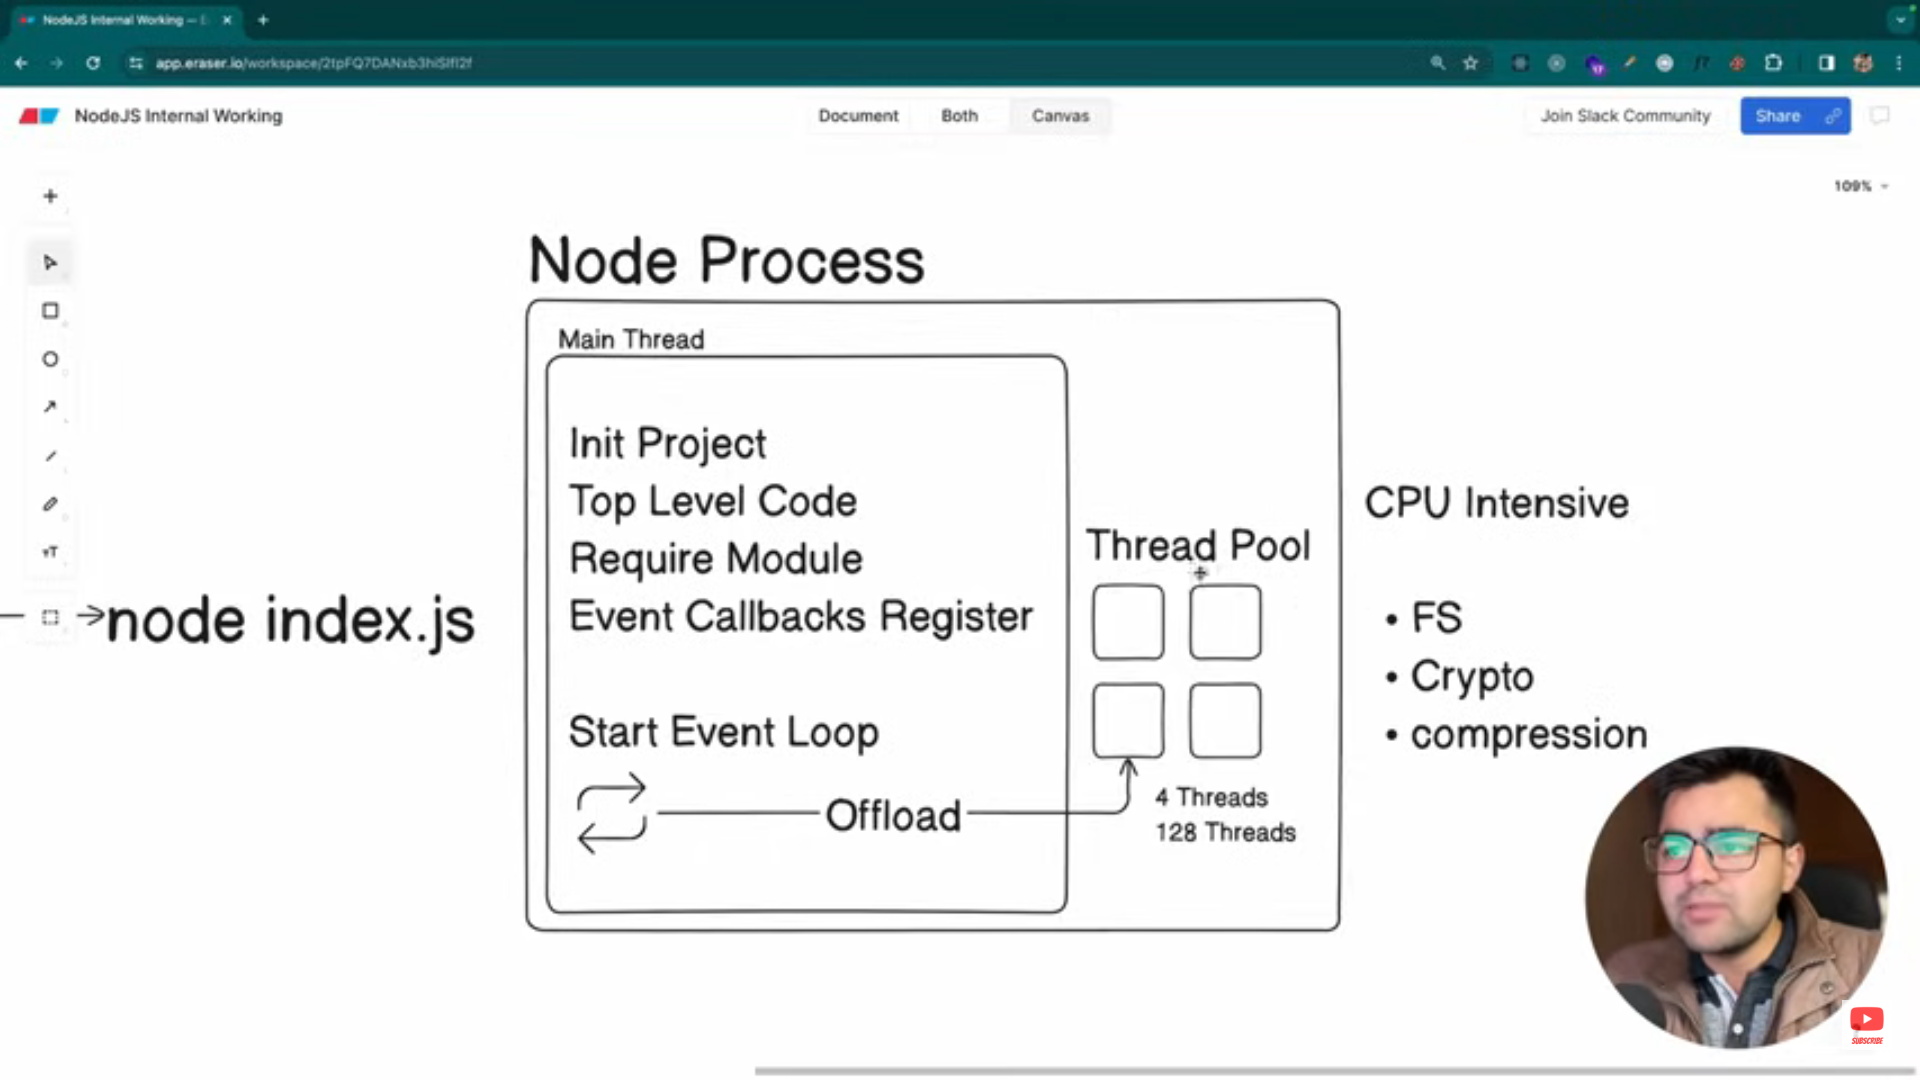 NodeJS Internal Working —
app.eraser.io/workspace/2tpFQ7DANxb3hiSlfl2f
NodeJS Internal Working
Document
Both
Canvas
Join Slack Community
Share
109%
Node Process
Main Thread
Init Project
Top Level Code
Require Module
Event Callbacks Register
Start Event Loop
Offload
node index.js
Thread Pool
4 Threads
128 Threads
CPU Intensive
• FS
• Crypto
• compression
SUBSCRIBE